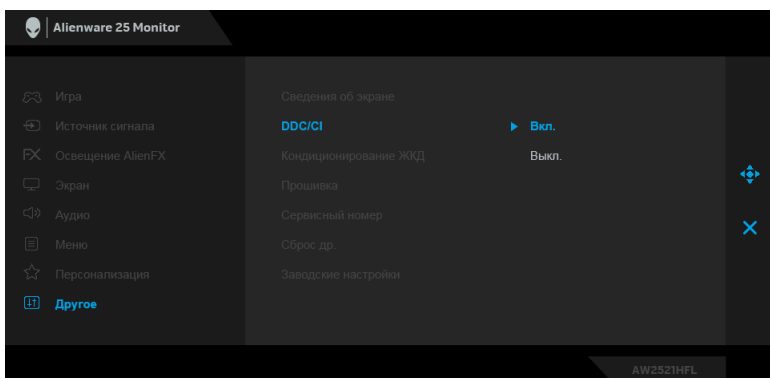 Alienware 25 Monitor
Игра
Источник сигнала
Освещение AlienFX
Экран
Аудио
Меню
Персонализация
Другое
Сведения об экране
DDC/CI
Вкл.
Выкл.
Кондиционирование ЖКД
Прошивка
Сервисный номер
Сброс др.
Заводские настройки
AW2521HFL